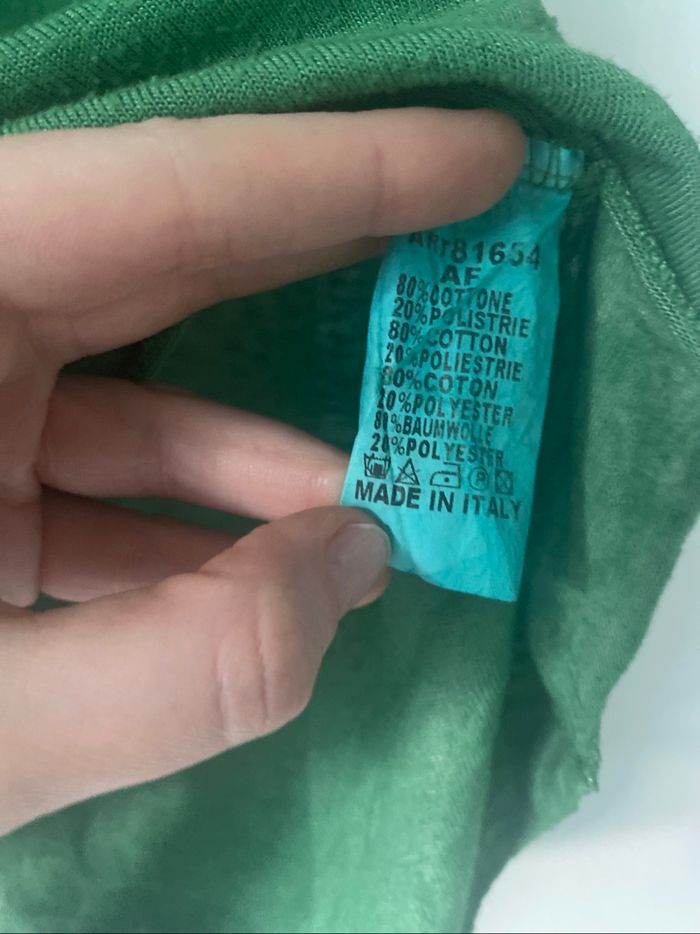 ART81654
AF
80%COTTONE
20%POLISTRIE
80%COTTON
20%POLIESTRIE
80%COTON
20%POLYESTER
80%BAUMWOLLE
20%POLYESTER
P
MADE IN ITALY